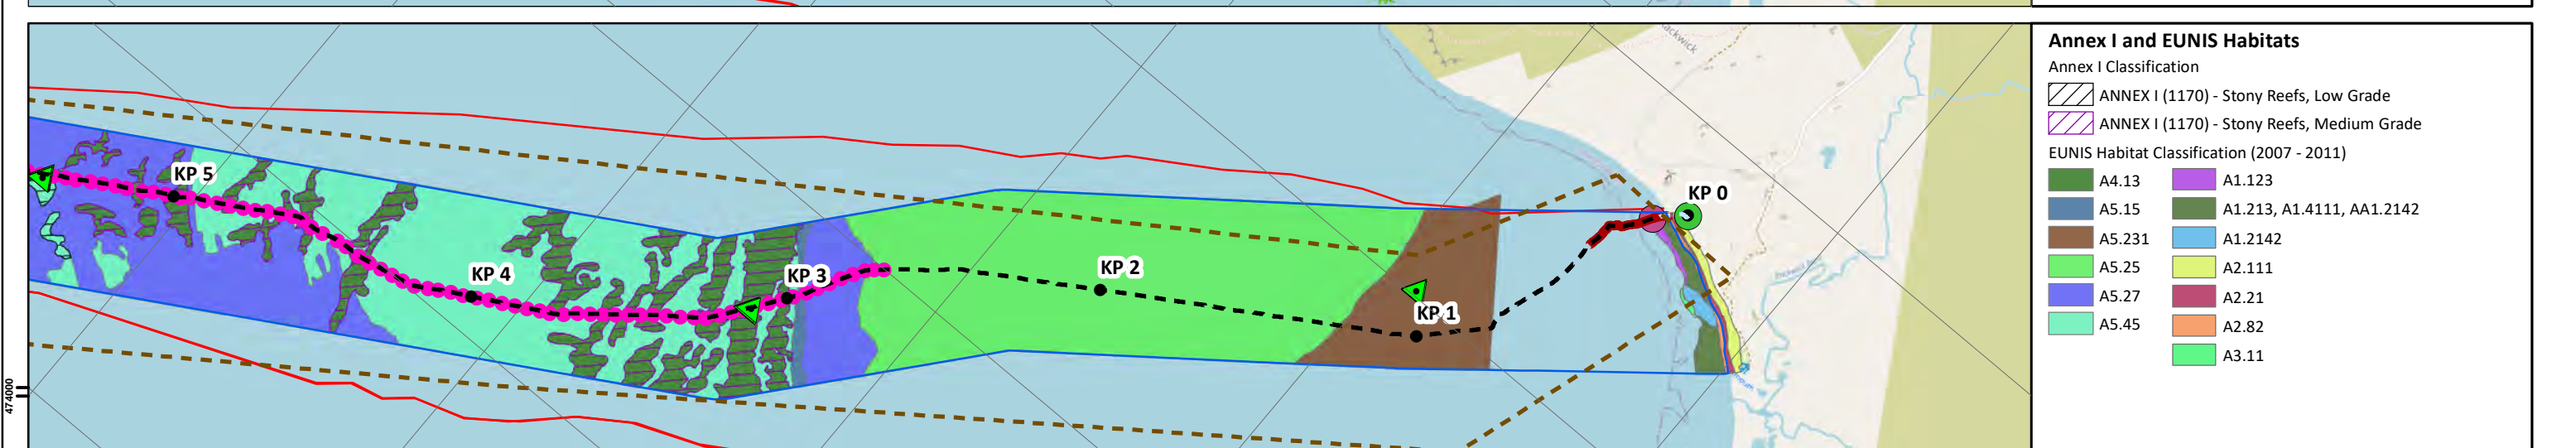 ackwick
KP 0
KP 5
KP 4
KP 3
KP 2
KP 1
474000
Annex I and EUNIS Habitats
Annex I Classification
ANNEX I (1170) - Stony Reefs, Low Grade
ANNEX I (1170) - Stony Reefs, Medium Grade
EUNIS Habitat Classification (2007 - 2011)
A4.13
A5.15
A5.231
A5.25
A5.27
A5.45
A1.123
A1.213, A1.4111, AA1.2142
A1.2142
A2.111
A2.21
A2.82
A3.11